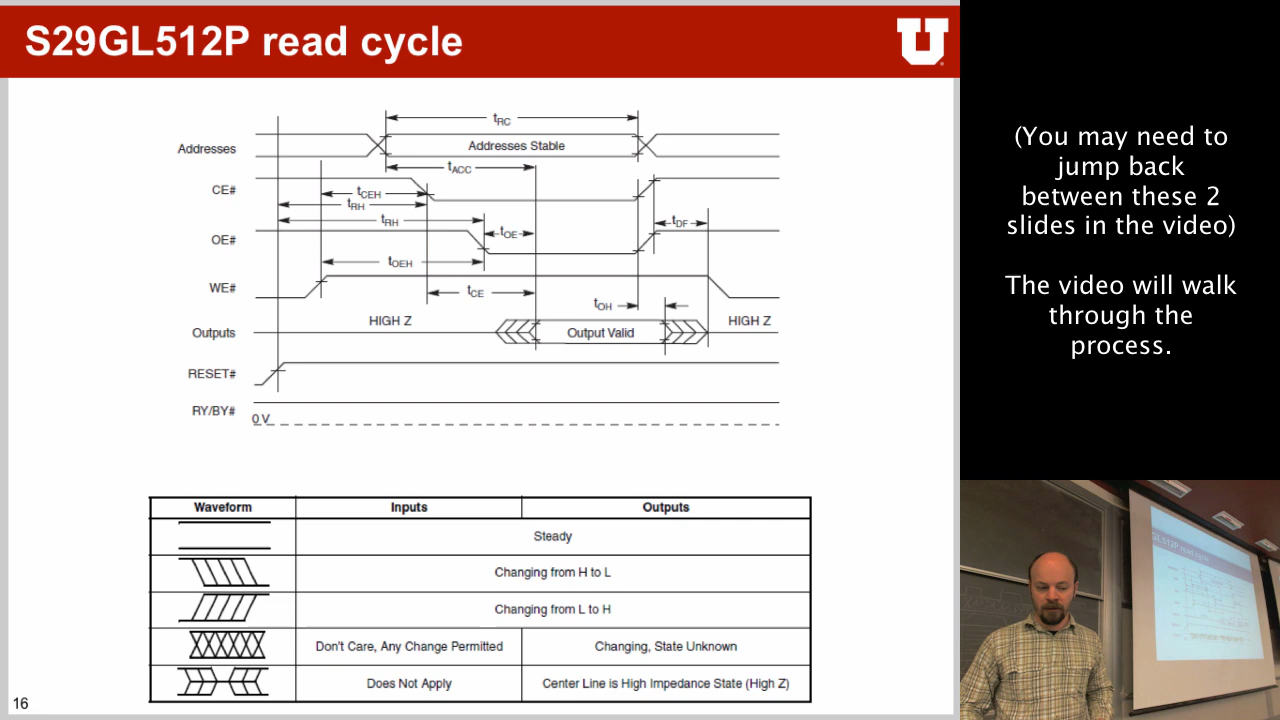 S29GL512P read cycle
U
tRC
Addresses
Addresses Stable
tACC
CE#
tCEH
tRH
tRH
tDF
OE#
tOE
tOEH
WE#
tCE
tOH
HIGH Z
HIGH Z
Outputs
Output Valid
RESET#
RY/BY#
0 V
Waveform Inputs Outputs
Steady
Changing from H to L
Changing from L to H
Don't Care, Any Change Permitted Changing, State Unknown
Does Not Apply Center Line is High Impedance State (High Z)
16
(You may need to
jump back
between these 2
slides in the video)
The video will walk
through the
process.
GL512P read cycle